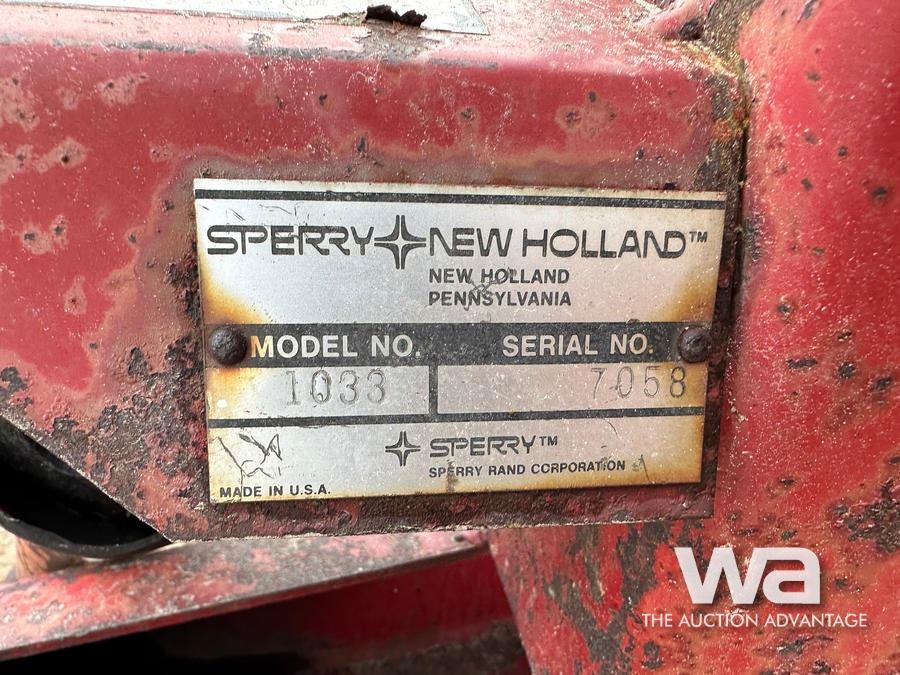 SPERRY NEW HOLLAND™
NEW HOLLAND
PENNSYLVANIA
MODEL NO. SERIAL NO.
1033 7058
SPERRY™
SPERRY RAND CORPORATION
MADE IN U.S.A.
wa
THE AUCTION ADVANTAGE